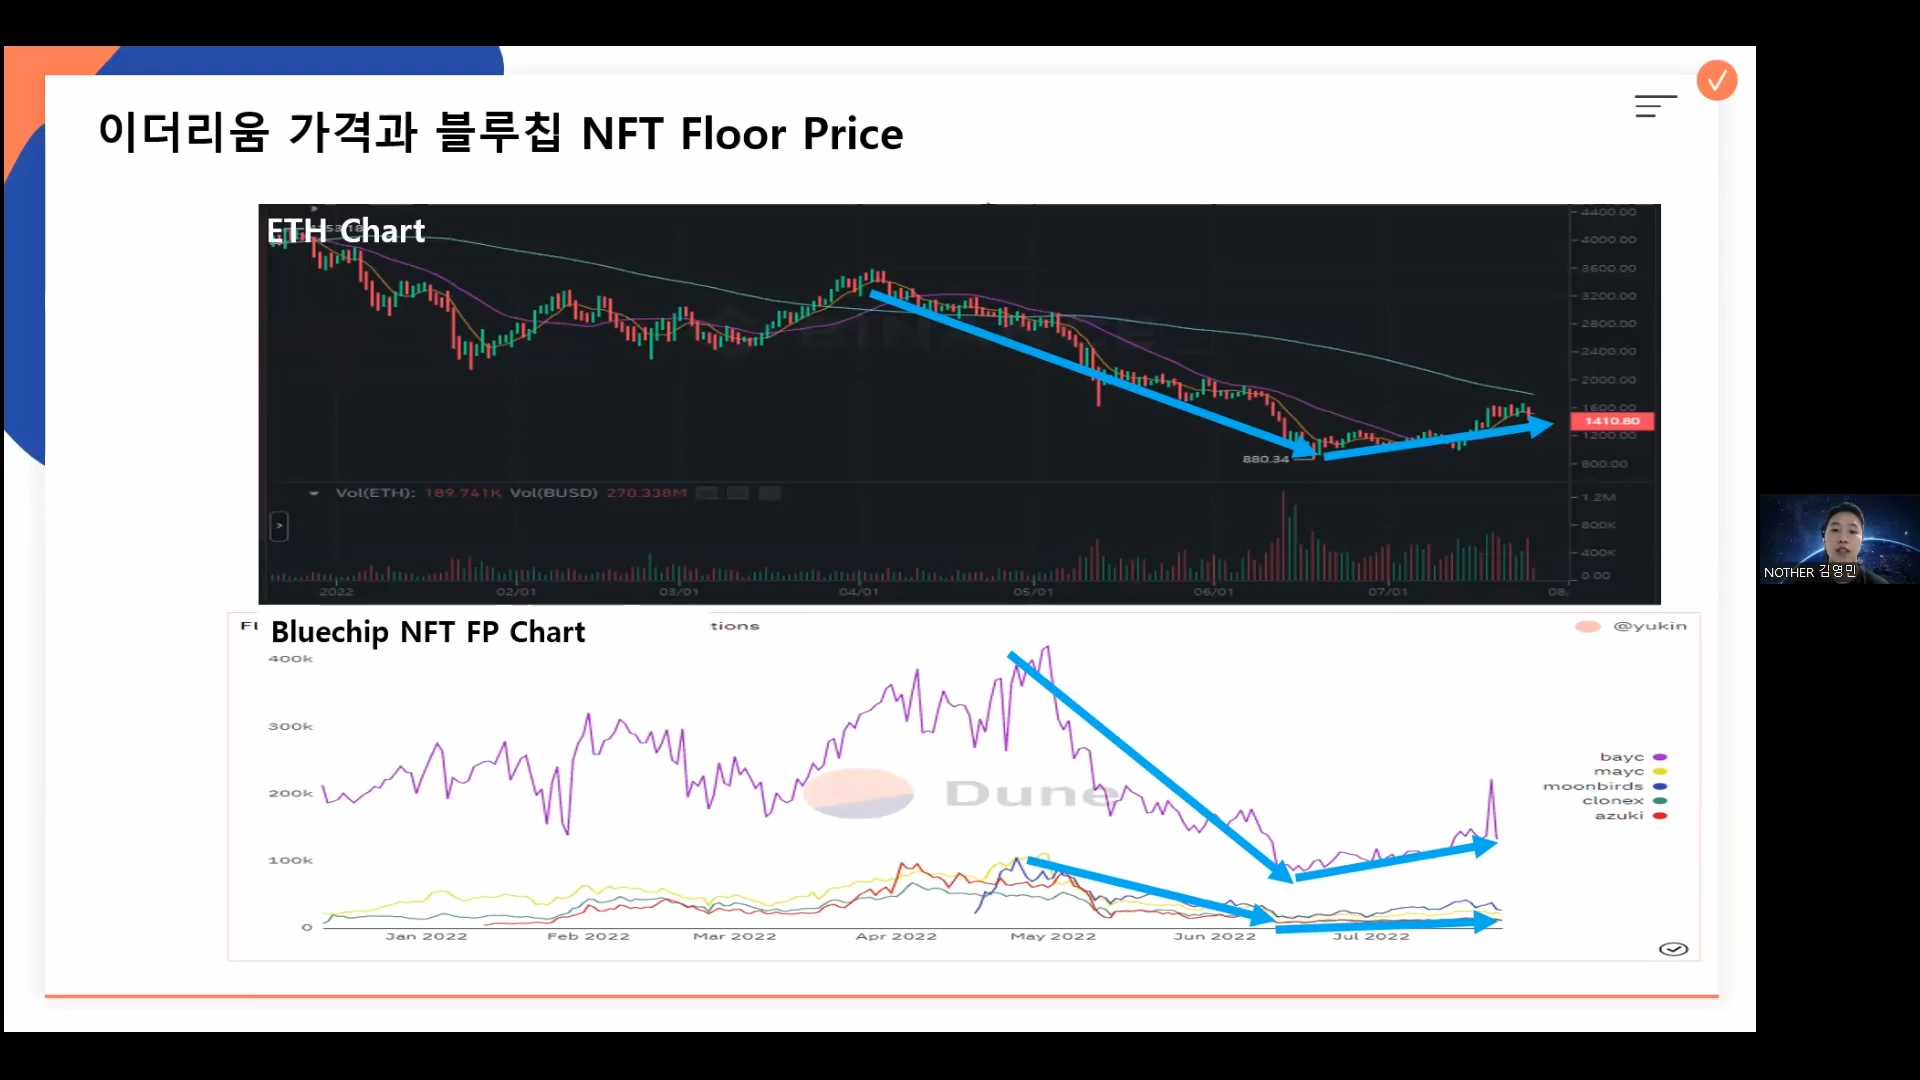 이더리움 가격과 블루칩 NFT Floor Price
ETH Chart
4400.00
4000.00
3600.00
3200.00
2800.00
2400.00
2000.00
1600.00
1410.80
1200.00
880.34
800.00
Vol(ETH): 189.741K Vol(BUSD) 270.338M
1.2M
800K
400K
0.00
2022 02/01 03/01 04/01 05/01 06/01 07/01 08/
Bluechip NFT FP Chart
tions
@yukin
400k
300k
200k
100k
0
Dune
bayc
mayc
moonbirds
clonex
azuki
Jan 2022 Feb 2022 Mar 2022 Apr 2022 May 2022 Jun 2022 Jul 2022
NOTHER 김영민